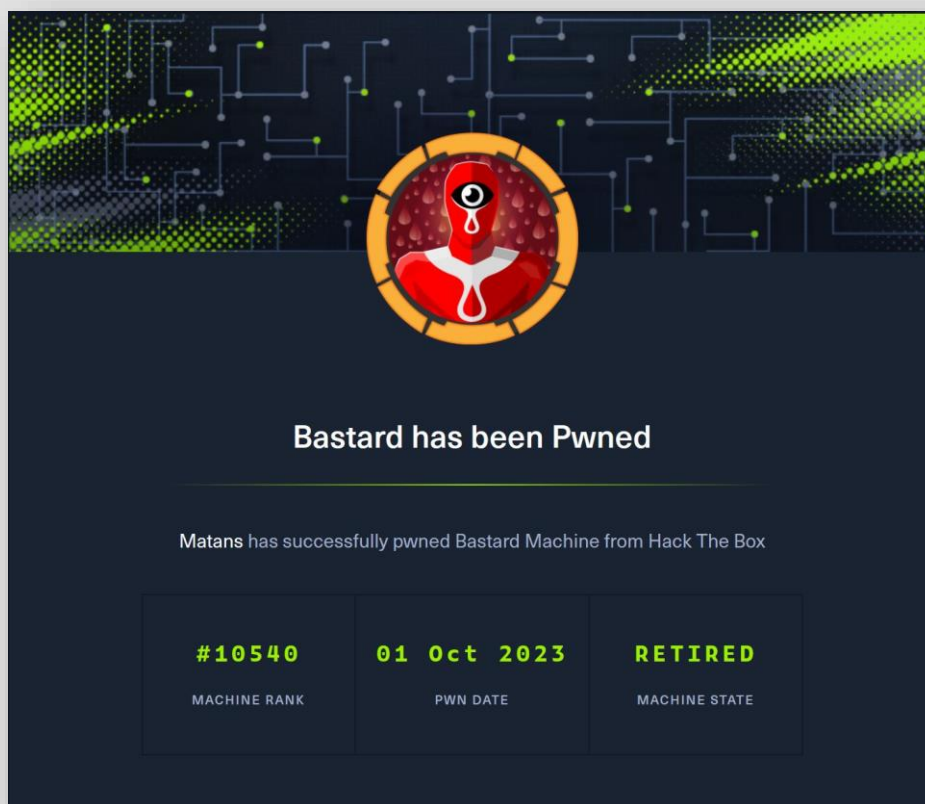 Bastard has been Pwned
Matans has successfully pwned Bastard Machine from Hack The Box
#10540 01 Oct 2023 RETIRED
MACHINE RANK PWN DATE MACHINE STATE